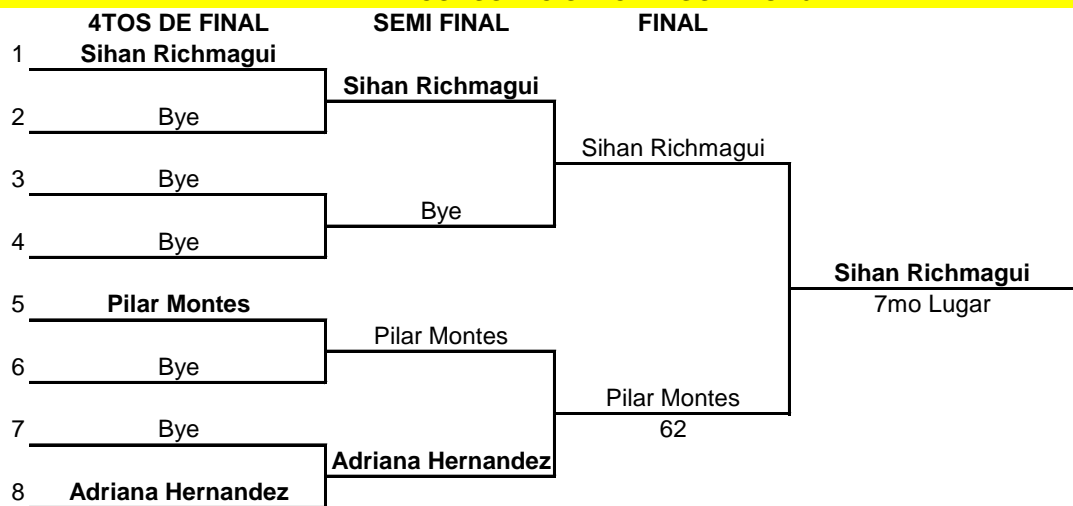 4TOS DE FINAL SEMI FINAL FINAL
1 Sihan Richmagui
Sihan Richmagui
2 Bye
Sihan Richmagui
3 Bye
Bye
4 Bye
Sihan Richmagui
5 Pilar Montes
7mo Lugar
Pilar Montes
6 Bye
Pilar Montes
7 Bye
62
Adriana Hernandez
8 Adriana Hernandez